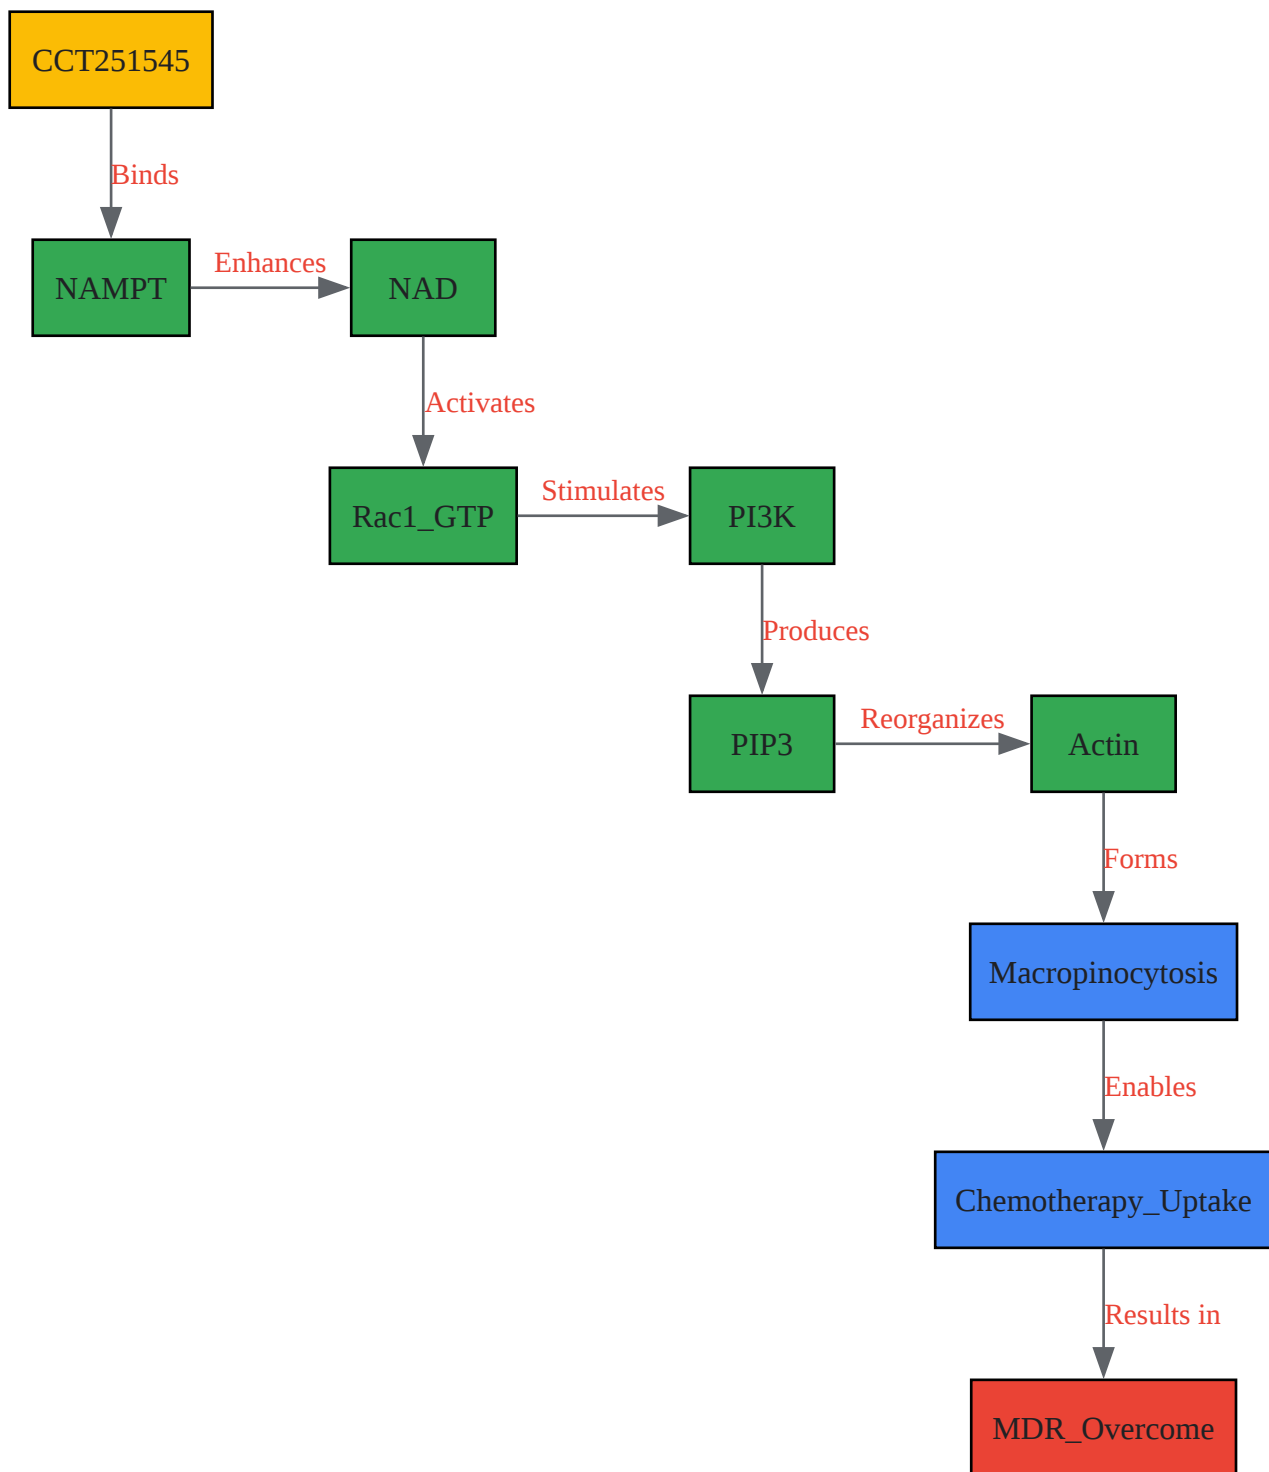 CCT251545
Binds
Enhances
NAMPT
NAD
Activates
Stimulates
Rac1_GTP
PI3K
Produces
Reorganizes
PIP3
Actin
Forms
Macropinocytosis
Enables
Chemotherapy_Uptake
Results in
MDR_Overcome